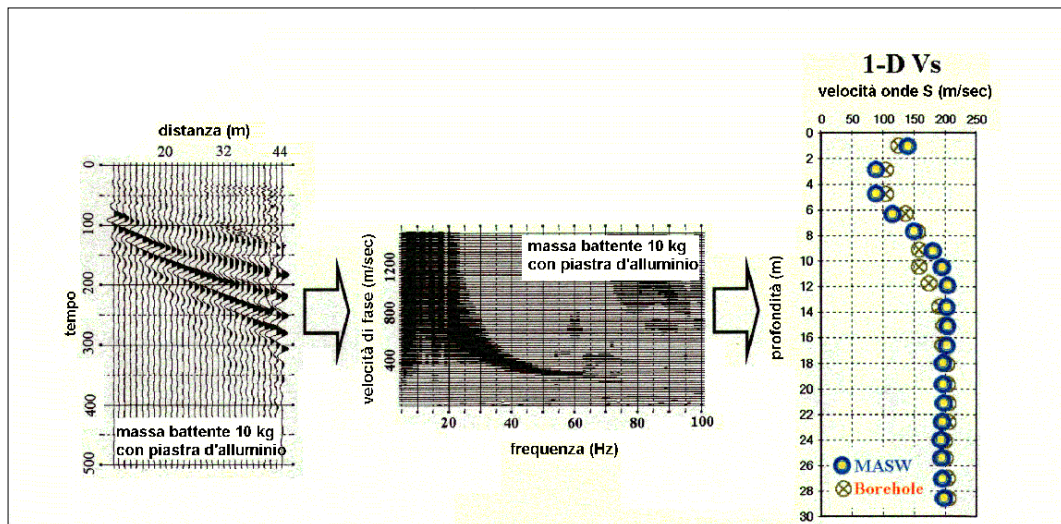 distanza (m)
20 32 44
tempo
0
100
200
300
400
500
massa battente 10 kg
con piastra d'alluminio
velocità di fase (m/sec)
1200
800
400
massa battente 10 kg
con piastra d'alluminio
20 40 60 80 100
frequenza (Hz)
1-D Vs
velocità onde S (m/sec)
0 50 100 150 200 250
profondità (m)
0
2
4
6
8
10
12
14
16
18
20
22
24
26
28
30
MASW
Borehole